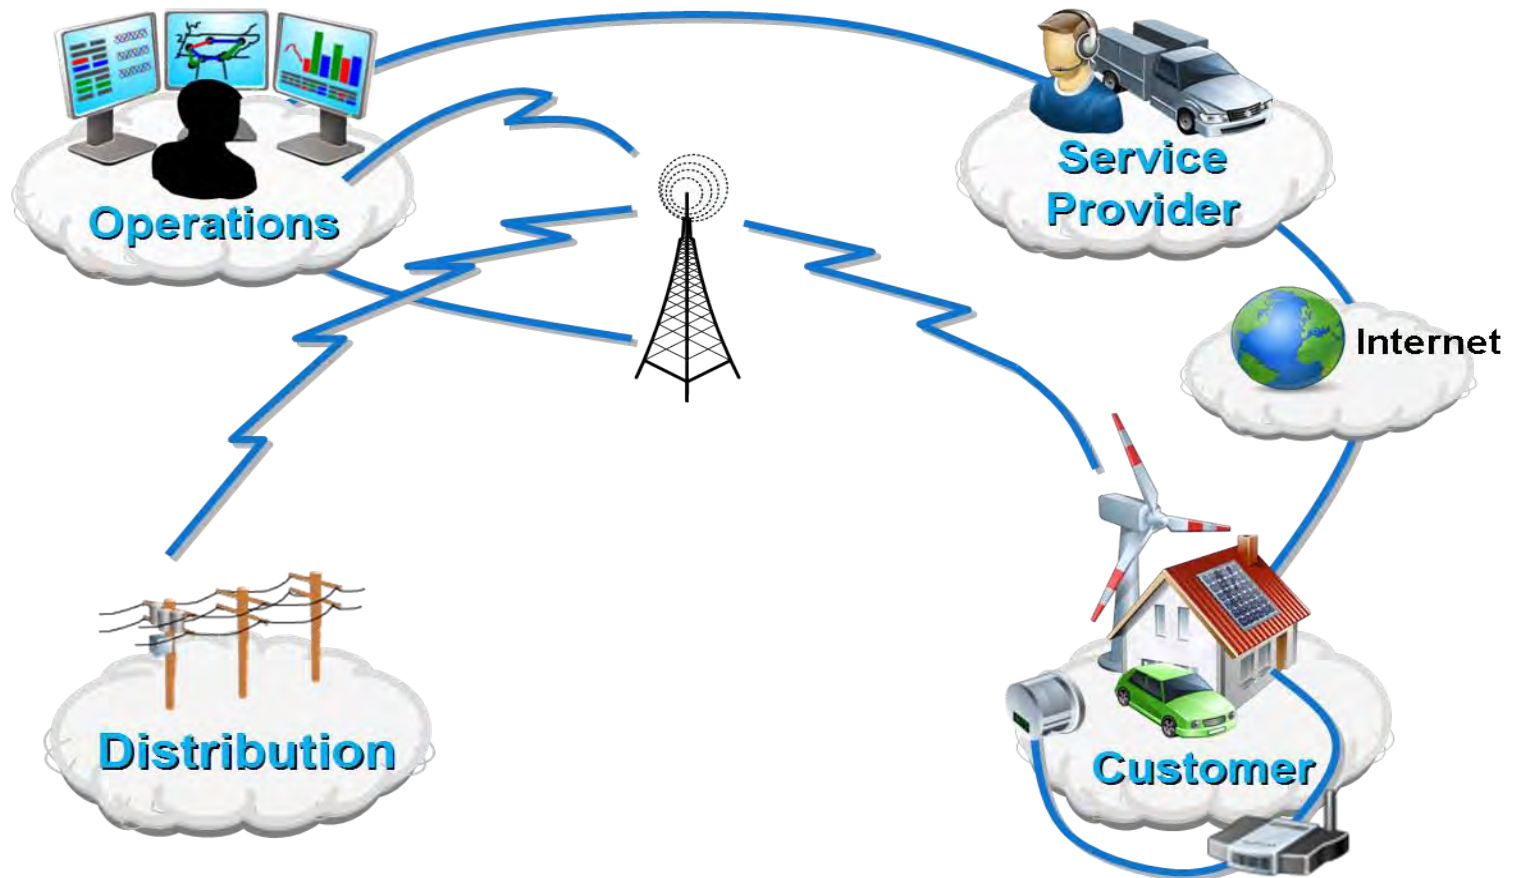 Operations
Service
Provider
Internet
Distribution
Customer